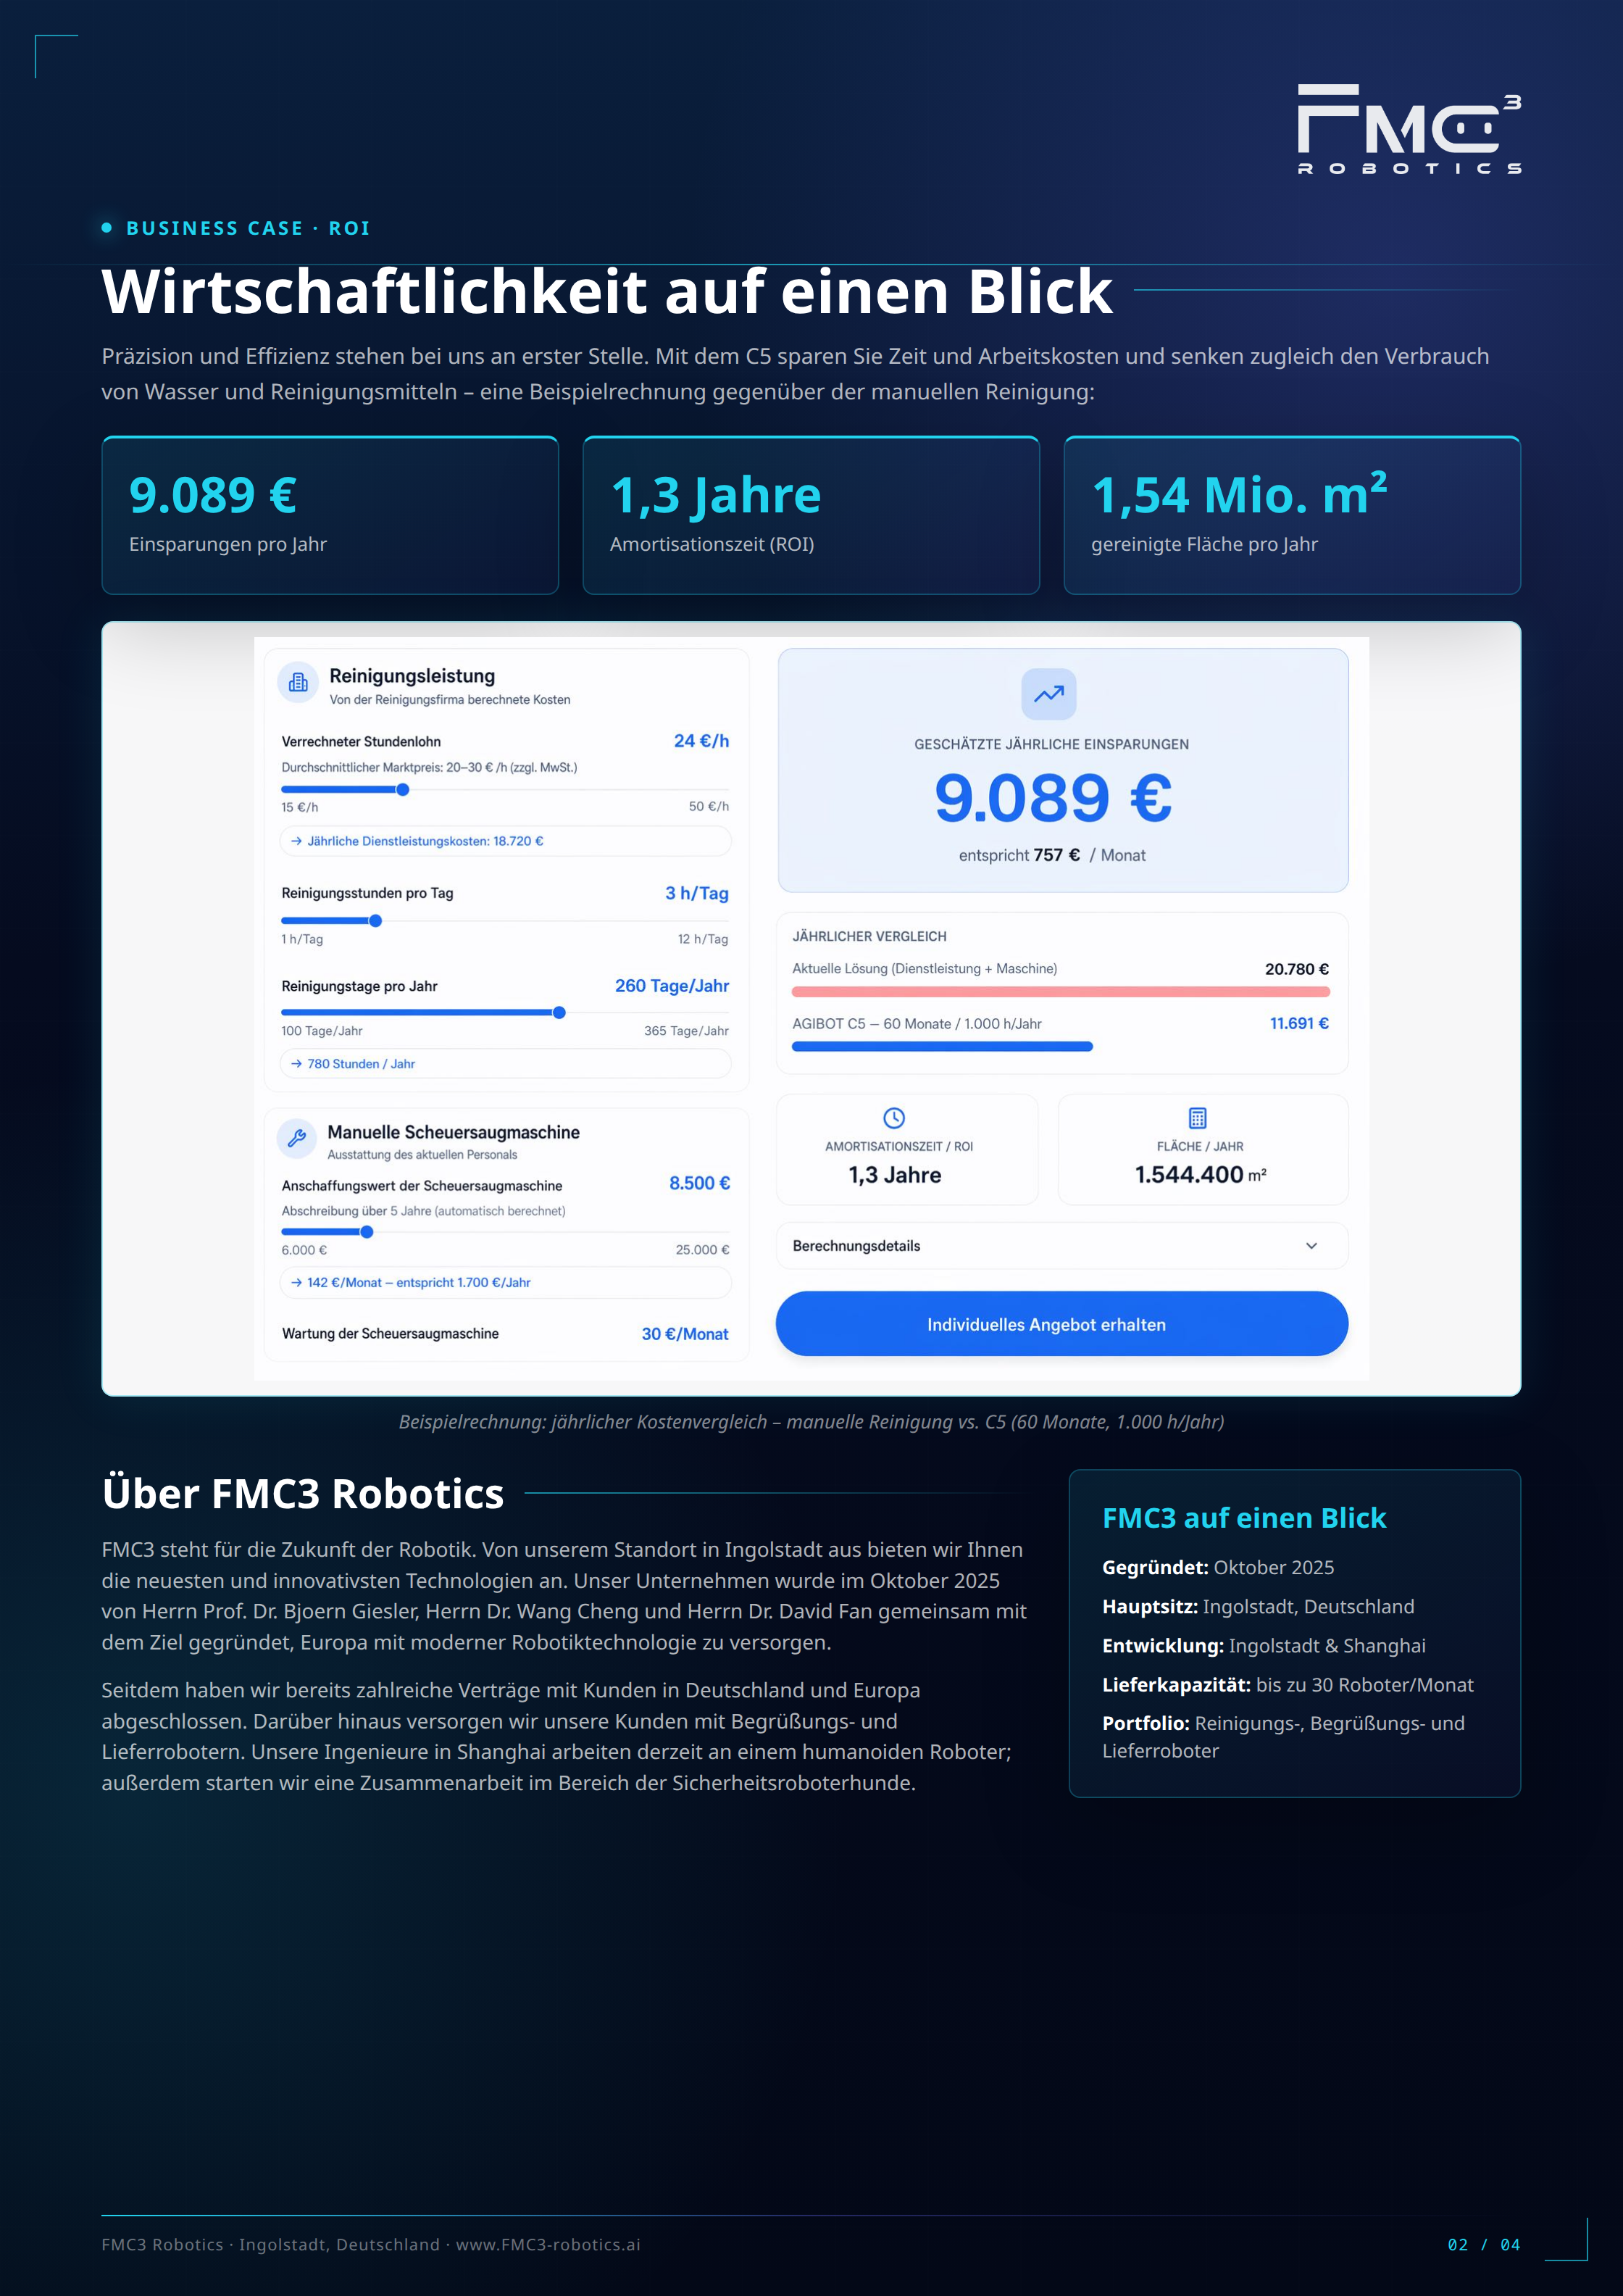 FMC3
ROBOTICS
BUSINESS CASE · ROI
Wirtschaftlichkeit auf einen Blick
Präzision und Effizienz stehen bei uns an erster Stelle. Mit dem C5 sparen Sie Zeit und Arbeitskosten und senken zugleich den Verbrauch
von Wasser und Reinigungsmitteln – eine Beispielrechnung gegenüber der manuellen Reinigung:
9.089 €
Einsparungen pro Jahr
1,3 Jahre
Amortisationszeit (ROI)
1,54 Mio. m²
gereinigte Fläche pro Jahr
Reinigungsleistung
Von der Reinigungsfirma berechnete Kosten
Verrechneter Stundenlohn 24 €/h
Durchschnittlicher Marktpreis: 20–30 € /h (zzgl. MwSt.)
15 €/h 50 €/h
→ Jährliche Dienstleistungskosten: 18.720 €
Reinigungsstunden pro Tag 3 h/Tag
1 h/Tag 12 h/Tag
Reinigungstage pro Jahr 260 Tage/Jahr
100 Tage/Jahr 365 Tage/Jahr
→ 780 Stunden / Jahr
Manuelle Scheuersaugmaschine
Ausstattung des aktuellen Personals
Anschaffungswert der Scheuersaugmaschine 8.500 €
Abschreibung über 5 Jahre (automatisch berechnet)
6.000 € 25.000 €
→ 142 €/Monat – entspricht 1.700 €/Jahr
Wartung der Scheuersaugmaschine 30 €/Monat
GESCHÄTZTE JÄHRLICHE EINSPARUNGEN
9.089 €
entspricht 757 € / Monat
JÄHRLICHER VERGLEICH
Aktuelle Lösung (Dienstleistung + Maschine) 20.780 €
AGIBOT C5 – 60 Monate / 1.000 h/Jahr 11.691 €
AMORTISATIONSZEIT / ROI
1,3 Jahre
FLÄCHE / JAHR
1.544.400 m²
Berechnungsdetails
Individuelles Angebot erhalten
Beispielrechnung: jährlicher Kostenvergleich – manuelle Reinigung vs. C5 (60 Monate, 1.000 h/Jahr)
Über FMC3 Robotics
FMC3 steht für die Zukunft der Robotik. Von unserem Standort in Ingolstadt aus bieten wir Ihnen
die neuesten und innovativsten Technologien an. Unser Unternehmen wurde im Oktober 2025
von Herrn Prof. Dr. Bjoern Giesler, Herrn Dr. Wang Cheng und Herrn Dr. David Fan gemeinsam mit
dem Ziel gegründet, Europa mit moderner Robotiktechnologie zu versorgen.
Seitdem haben wir bereits zahlreiche Verträge mit Kunden in Deutschland und Europa
abgeschlossen. Darüber hinaus versorgen wir unsere Kunden mit Begrüßungs- und
Lieferrobotern. Unsere Ingenieure in Shanghai arbeiten derzeit an einem humanoiden Roboter;
außerdem starten wir eine Zusammenarbeit im Bereich der Sicherheitsroboterhunde.
FMC3 auf einen Blick
Gegründet: Oktober 2025
Hauptsitz: Ingolstadt, Deutschland
Entwicklung: Ingolstadt & Shanghai
Lieferkapazität: bis zu 30 Roboter/Monat
Portfolio: Reinigungs-, Begrüßungs- und
Lieferroboter
FMC3 Robotics · Ingolstadt, Deutschland · www.FMC3-robotics.ai
02 / 04